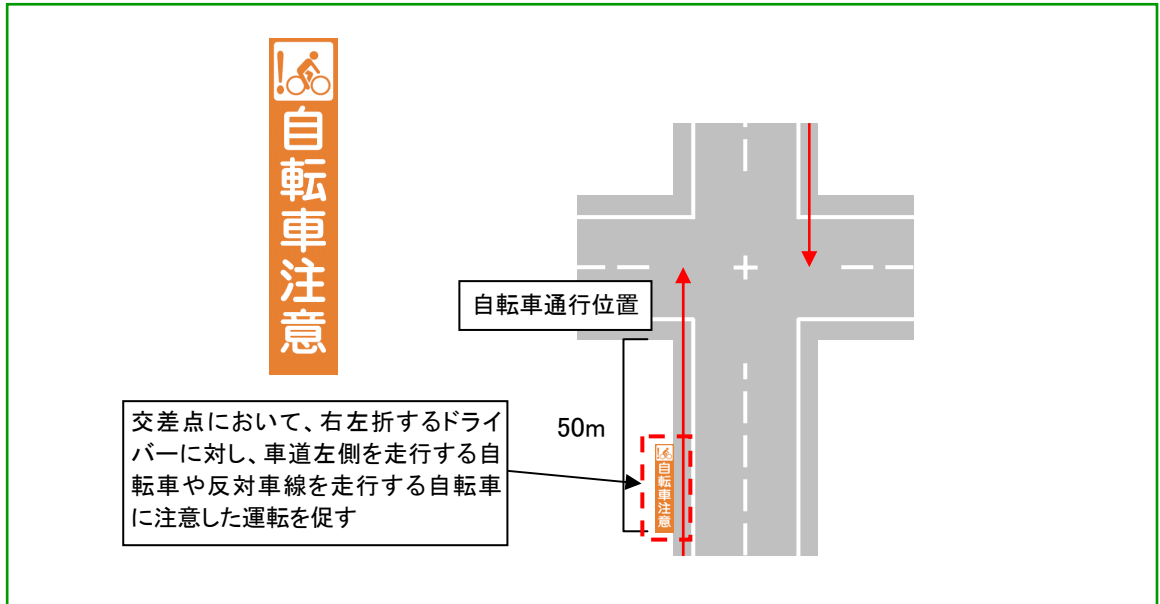 自転車注意
自転車通行位置
交差点において、右左折するドライ
バーに対し、車道左側を走行する自
転車や反対車線を走行する自転車
に注意した運転を促す
50m
自転車注意